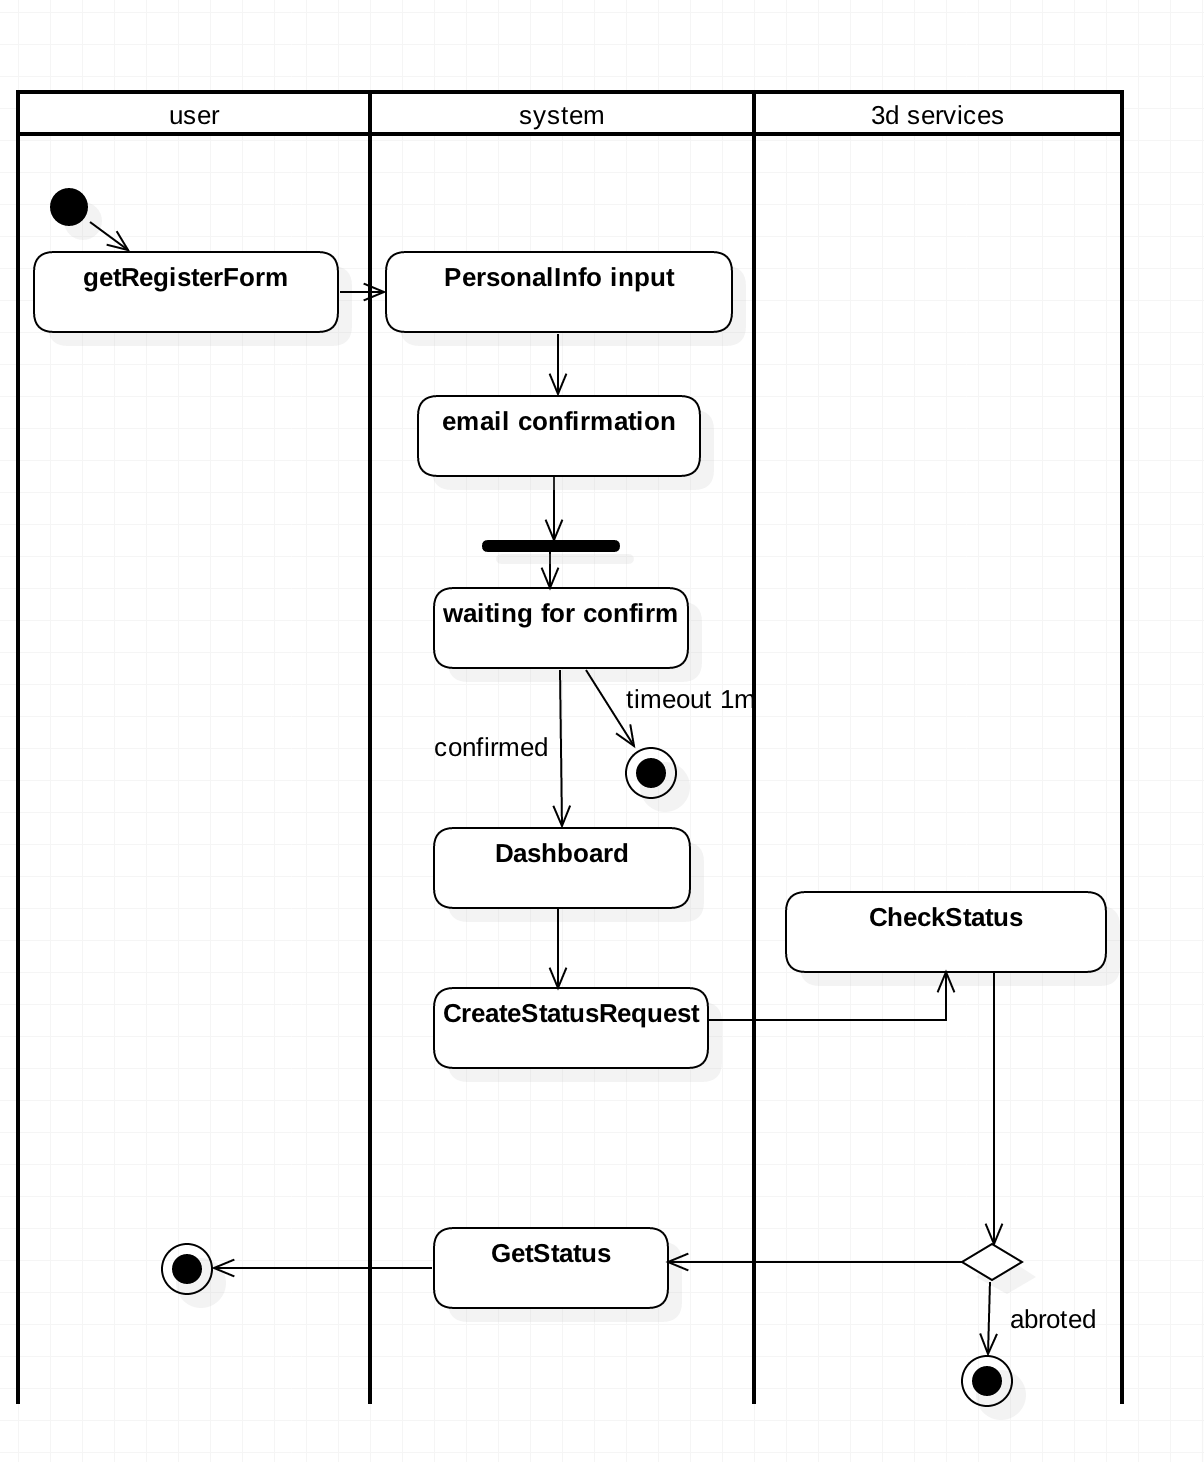 user
system
3d services
getRegisterForm
PersonalInfo input
email confirmation
waiting for confirm
timeout 1m
confirmed
Dashboard
CheckStatus
CreateStatusRequest
GetStatus
abroted